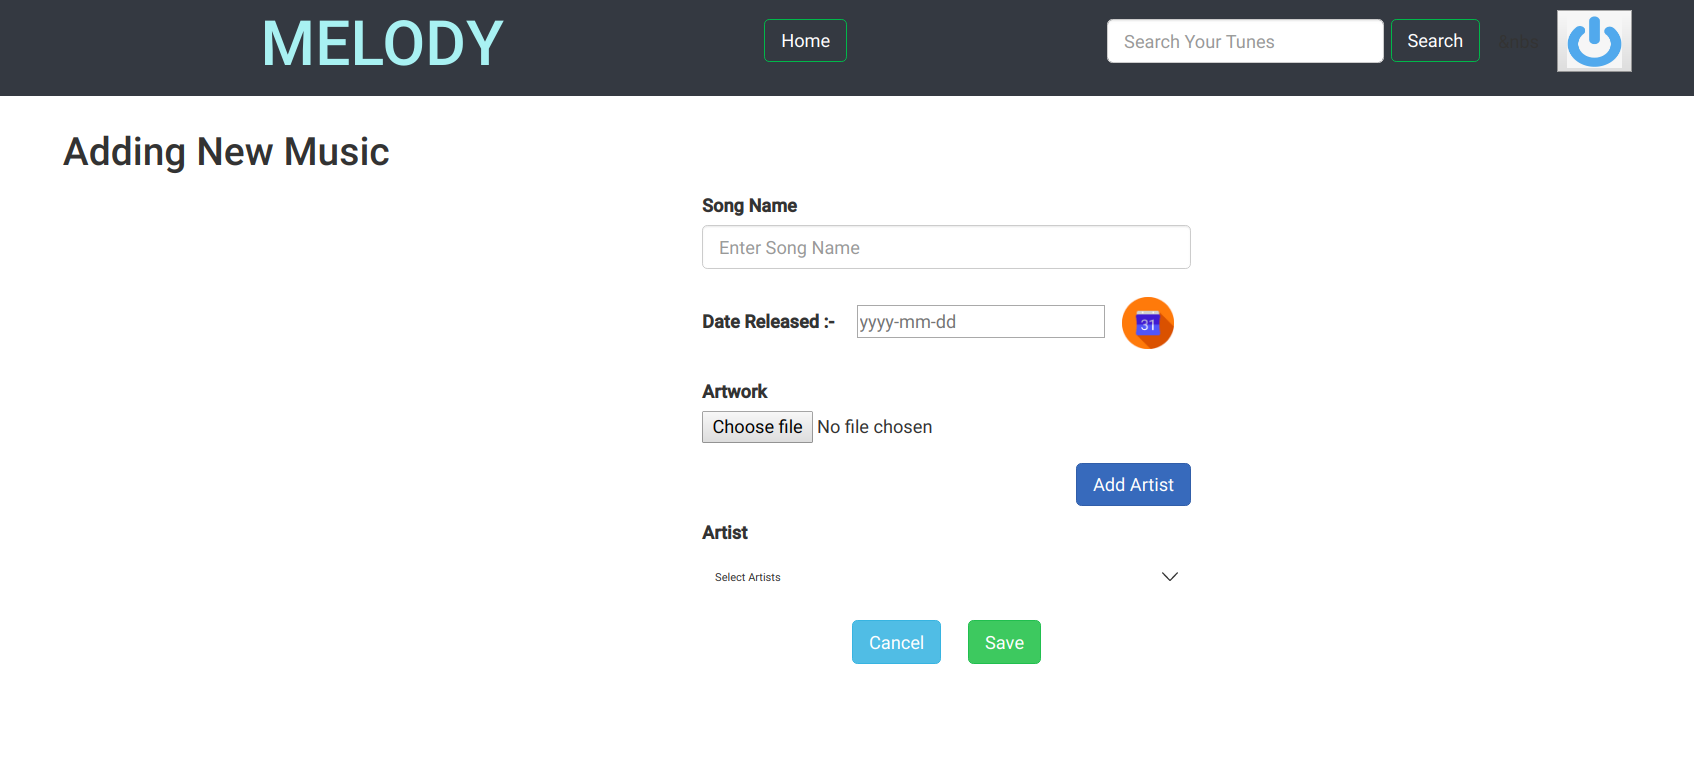 MELODY
Home
Search Your Tunes
Search
&nbs
Adding New Music
Song Name
Enter Song Name
Date Released :-
yyyy-mm-dd
31
Artwork
Choose file No file chosen
Add Artist
Artist
Select Artists
Cancel
Save